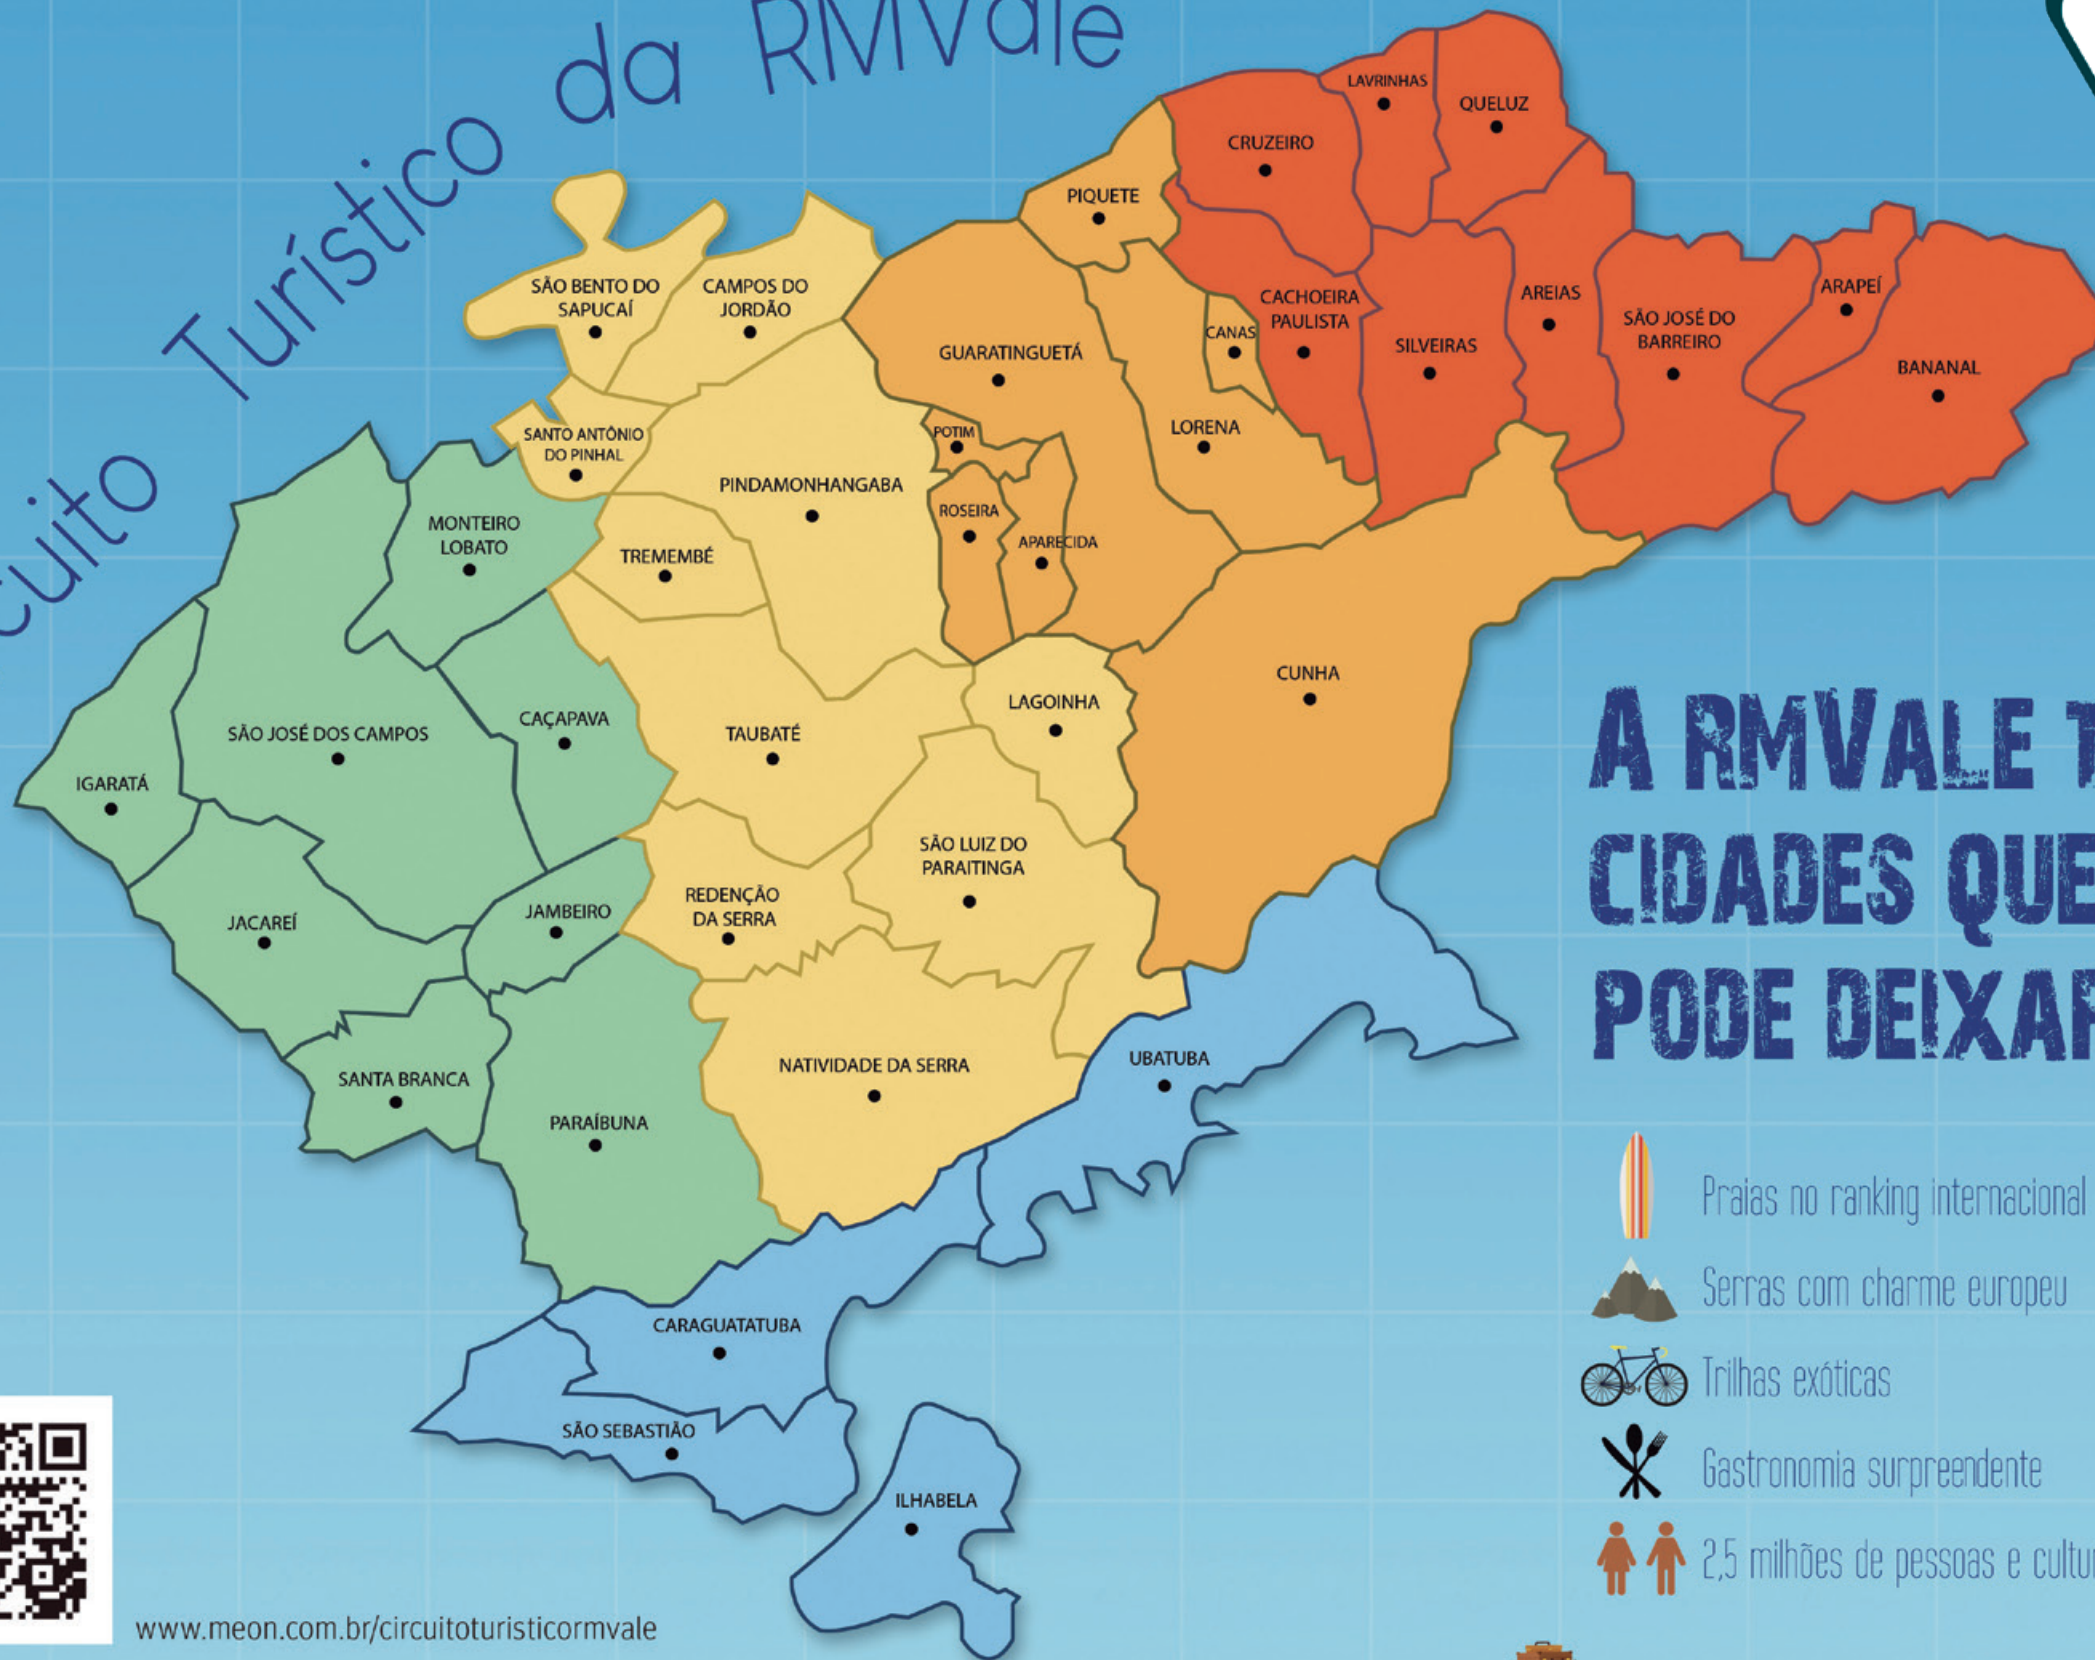 Turístico da RMVale
LAVRINHAS
QUELUZ
CRUZEIRO
PIQUETE
SÃO BENTO DO
SAPUCAÍ
CAMPOS DO
JORDÃO
CACHOEIRA
PAULISTA
CANAS
SILVEIRAS
AREIAS
SÃO JOSÉ DO
BARREIRO
ARAPEÍ
BANANAL
GUARATINGUETÁ
LORENA
POTIM
SANTO ANTÔNIO
DO PINHAL
PINDAMONHANGABA
ROSEIRA
APARECIDA
MONTEIRO
LOBATO
TREMEMBÉ
CUNHA
LAGOINHA
SÃO JOSÉ DOS CAMPOS
CAÇAPAVA
TAUBATÉ
IGARATÁ
SÃO LUIZ DO
PARAITINGA
REDENÇÃO
DA SERRA
JACAREÍ
JAMBEIRO
NATIVIDADE DA SERRA
UBATUBA
SANTA BRANCA
PARAÍBUNA
CARAGUATATUBA
SÃO SEBASTIÃO
ILHABELA
A RMVALE
CIDADES QUE
PODE DEIXAR
Praias no ranking internacional
Serras com charme europeu
Trilhas exóticas
Gastronomia surpreendente
2,5 milhões de pessoas e
www.meon.com.br/circuitoturisticormvale